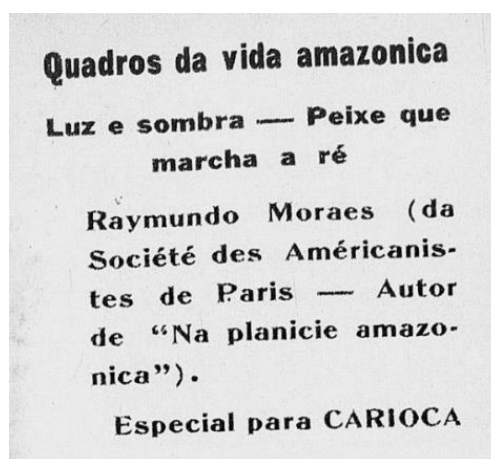 Quadros da vida amazonica
Luz e sombra — Peixe que
marcha a ré
Raymundo Moraes (da
Société des Américanis-
tes de Paris — Autor
de “Na planicie amazo-
nica”).
Especial para CARIOCA